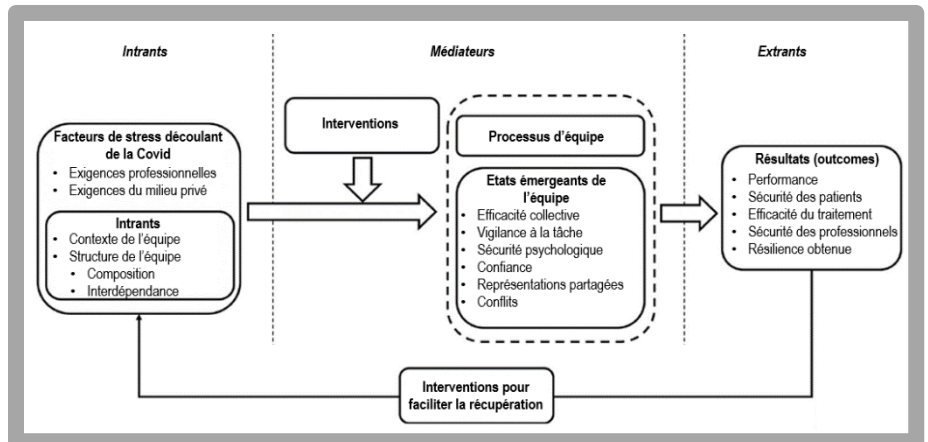 Intrants
Médiateurs
Extrants
Facteurs de stress découlant
de la Covid
• Exigences professionnelles
• Exigences du milieu privé
Intrants
• Contexte de l'équipe
• Structure de l'équipe
• Composition
• Interdépendance
Interventions
Processus d'équipe
Etats émergeants de
l'équipe
• Efficacité collective
• Vigilance à la tâche
• Sécurité psychologique
• Confiance
• Représentations partagées
• Conflits
Résultats (outcomes)
• Performance
• Sécurité des patients
• Efficacité du traitement
• Sécurité des professionnels
• Résilience obtenue
Interventions pour
faciliter la récupération